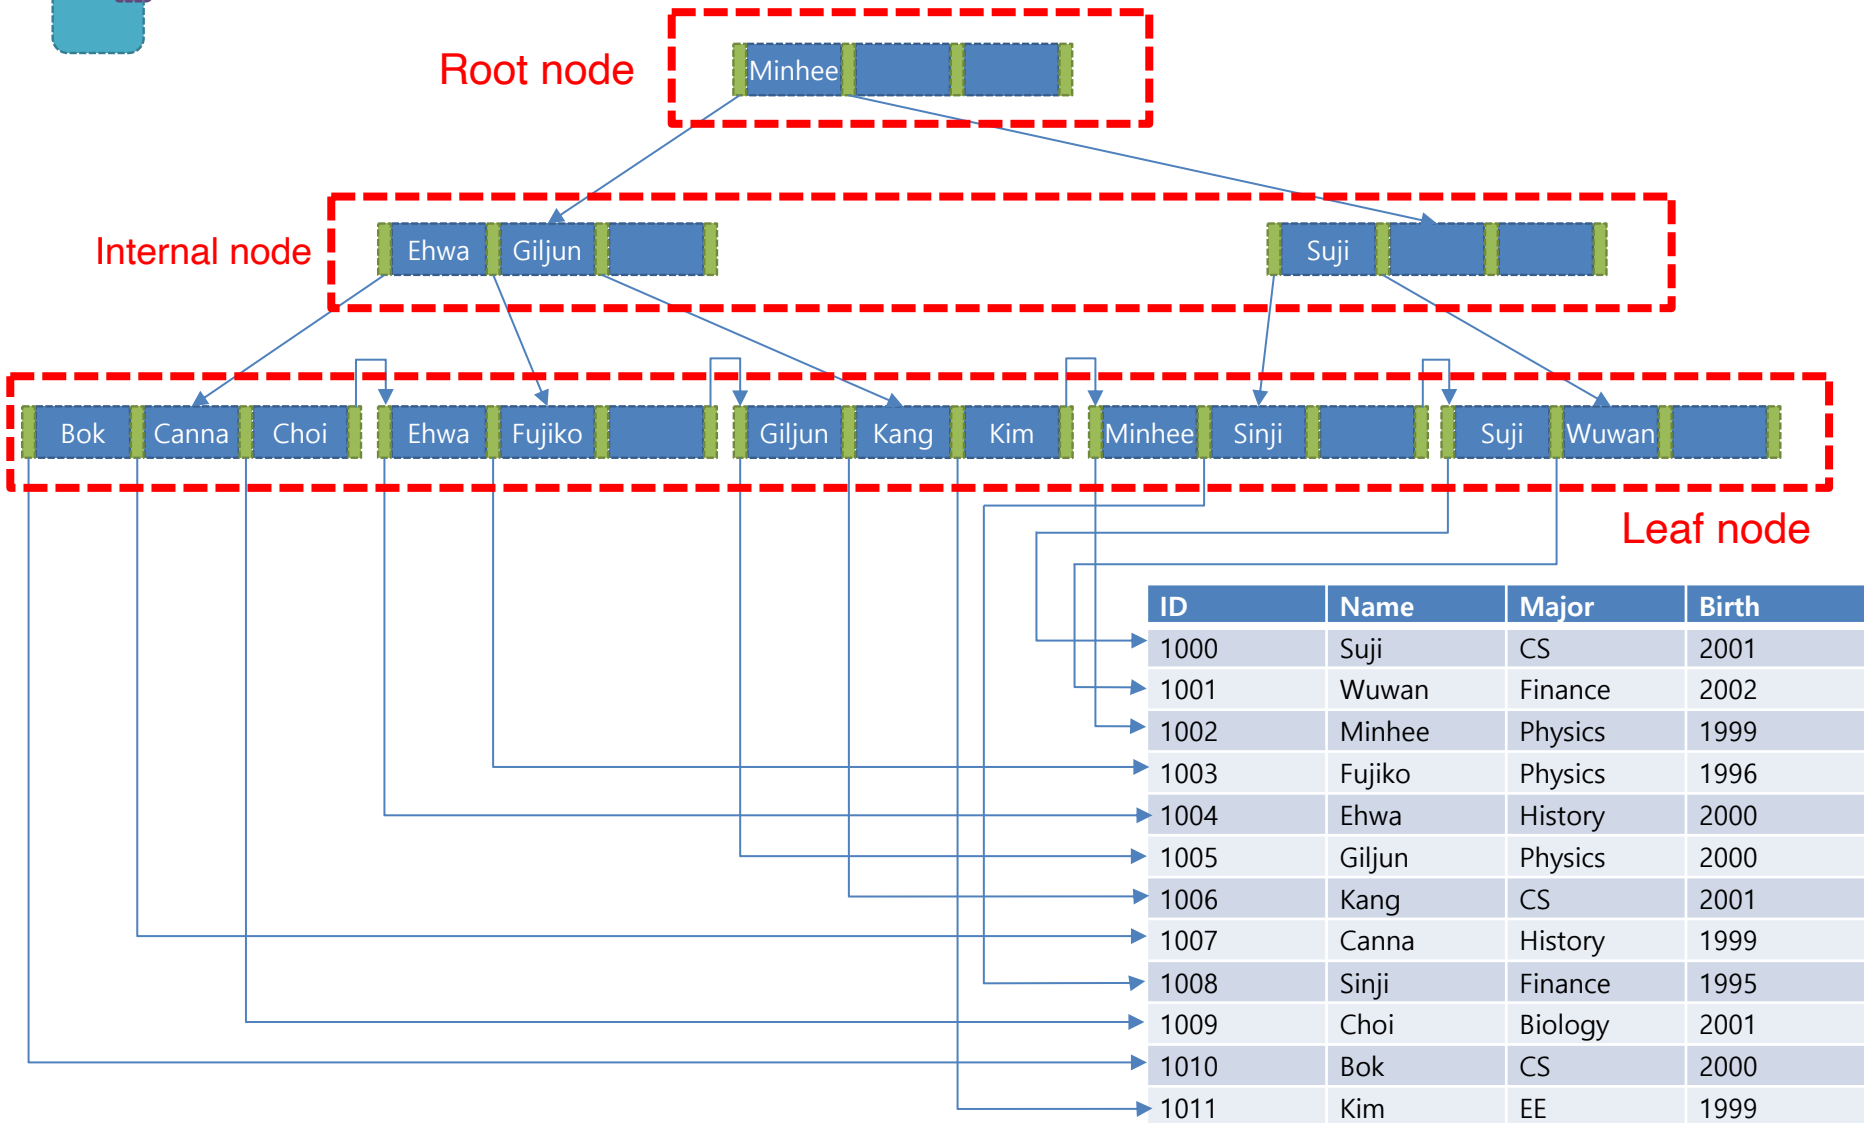 Root node
Minhee
Internal node
Ehwa Giljun
Suji
Bok Canna Choi
Ehwa Fujiko
Giljun Kang Kim
Minhee Sinji
Suji Wuwan
Leaf node
ID Name Major Birth
1000 Suji CS 2001
1001 Wuwan Finance 2002
1002 Minhee Physics 1999
1003 Fujiko Physics 1996
1004 Ehwa History 2000
1005 Giljun Physics 2000
1006 Kang CS 2001
1007 Canna History 1999
1008 Sinji Finance 1995
1009 Choi Biology 2001
1010 Bok CS 2000
1011 Kim EE 1999